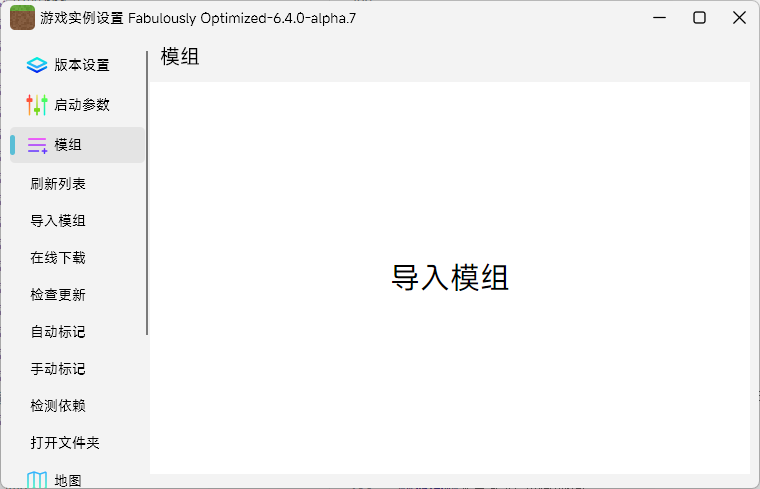 游戏实例设置 Fabulously Optimized-6.4.0-alpha.7
版本设置
启动参数
模组
刷新列表
导入模组
在线下载
检查更新
自动标记
手动标记
检测依赖
打开文件夹
地图
模组
导入模组